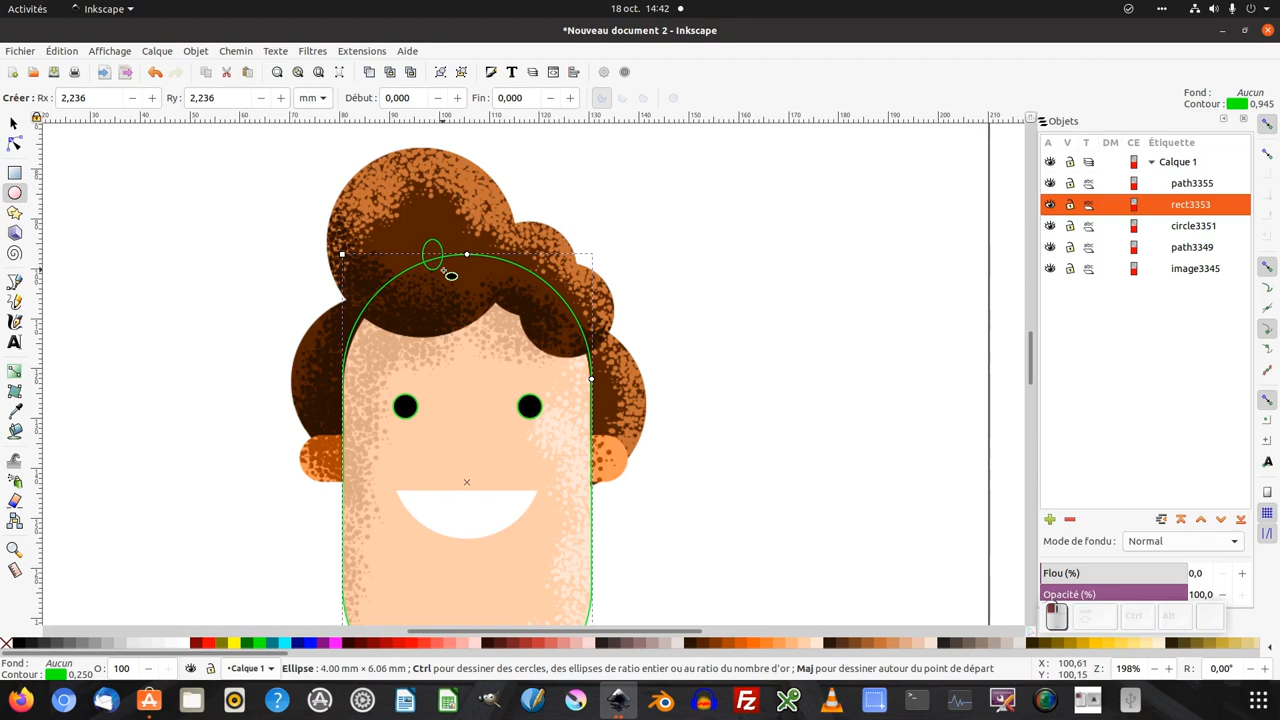 Activités Inkscape 18 oct. 14:42
*Nouveau document 2 - Inkscape
Fichier Édition Affichage Calque Objet Chemin Texte Filtres Extensions Aide
Créer: Rx : 2,236 − + Ry : 2,236 − + mm Début: 0,000 − + Fin : 0,000 − +
Fond : Aucun
Contour : 0,945
Objets
A V T DM CE Étiquette
Calque 1
path3355
rect3353
circle3351
path3349
image3345
Mode de fondu : Normal
Flou (%) 0,0
Opacité (%) 100,0
Ctrl Alt
Fond : Aucun
Contour : 0,250
O: 100
•Calque 1
Ellipse : 4.00 mm × 6.06 mm ; Ctrl pour dessiner des cercles, des ellipses de ratio entier ou au ratio du nombre d'or ; Maj pour dessiner autour du point de départ
X : 100,61
Y : 100,15
Z : 198% R : 0,00°